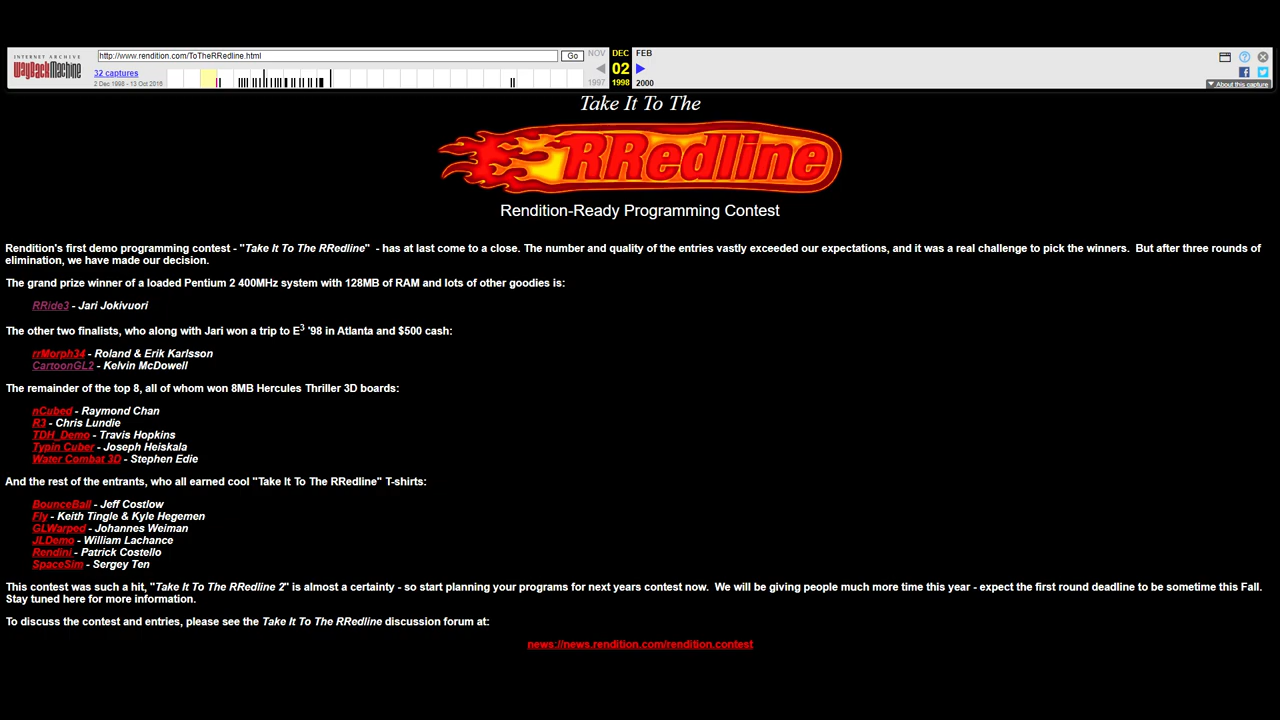 INTERNET ARCHIVE
WayBackMachine
http://www.rendition.com/ToTheRRedline.html
Go
NOV
DEC
FEB
32 captures
02
2 Dec 1998 - 13 Oct 2016
1997
1998
2000
About this capture
Take It To The
RRedline
Rendition-Ready Programming Contest
Rendition's first demo programming contest - "Take It To The RRedline" - has at last come to a close. The number and quality of the entries vastly exceeded our expectations, and it was a real challenge to pick the winners. But after three rounds of
elimination, we have made our decision.
The grand prize winner of a loaded Pentium 2 400MHz system with 128MB of RAM and lots of other goodies is:
RRide3 - Jari Jokivuori
The other two finalists, who along with Jari won a trip to E3 '98 in Atlanta and $500 cash:
rrMorph34 - Roland & Erik Karlsson
CartoonGL2 - Kelvin McDowell
The remainder of the top 8, all of whom won 8MB Hercules Thriller 3D boards:
nCubed - Raymond Chan
R3 - Chris Lundie
TDH_Demo - Travis Hopkins
Typin Cuber - Joseph Heiskala
Water Combat 3D - Stephen Edie
And the rest of the entrants, who all earned cool "Take It To The RRedline" T-shirts:
BounceBall - Jeff Costlow
Fly - Keith Tingle & Kyle Hegemen
GLWarped - Johannes Weiman
JLDemo - William Lachance
Rendini - Patrick Costello
SpaceSim - Sergey Ten
This contest was such a hit, "Take It To The RRedline 2" is almost a certainty - so start planning your programs for next years contest now. We will be giving people much more time this year - expect the first round deadline to be sometime this Fall.
Stay tuned here for more information.
To discuss the contest and entries, please see the Take It To The RRedline discussion forum at:
news://news.rendition.com/rendition.contest